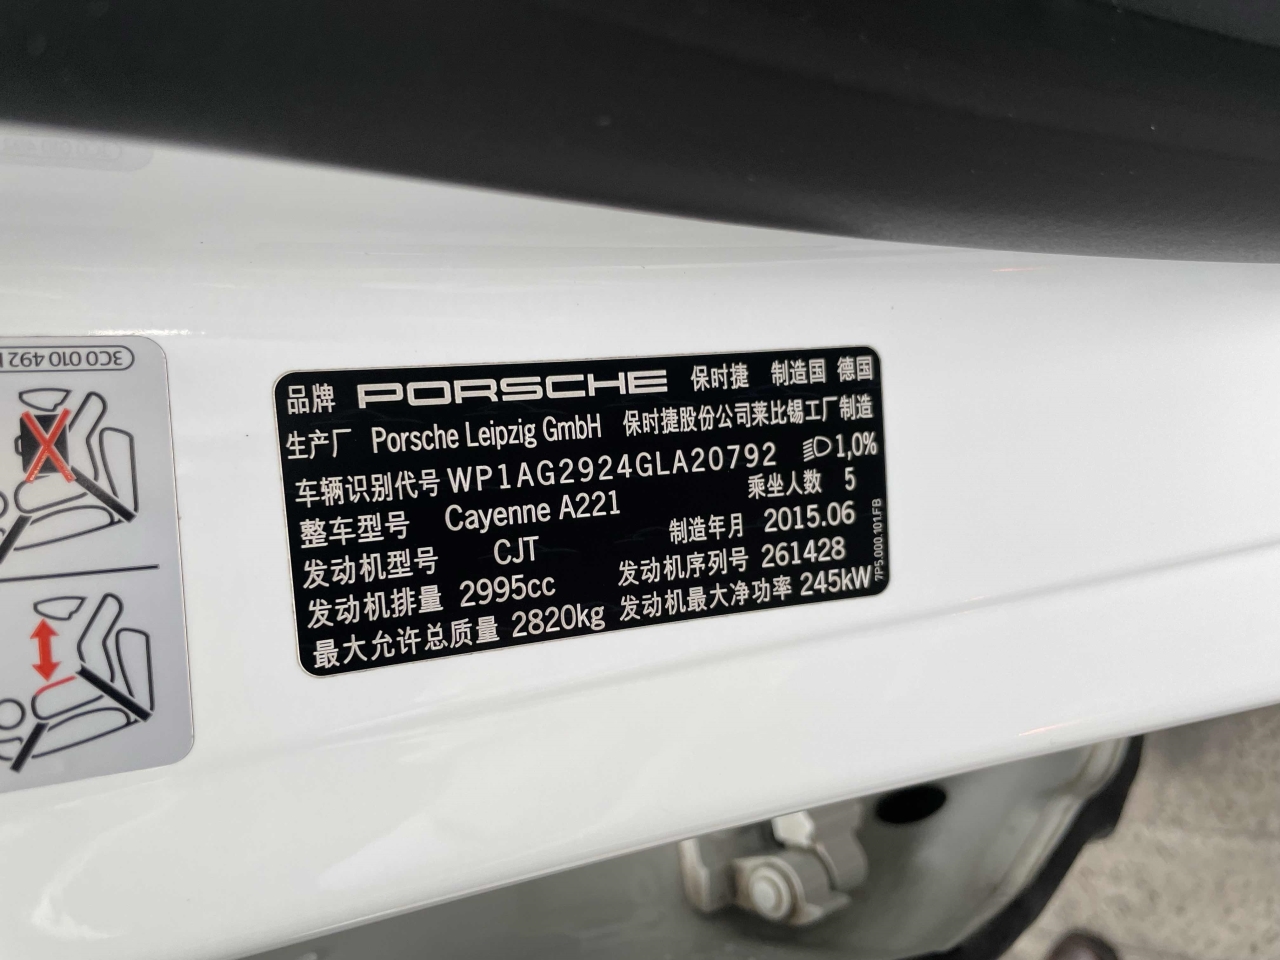 3C0 010 492
品牌 PORSCHE 保时捷 制造国 德国
生产厂 Porsche Leipzig GmbH 保时捷股份公司莱比锡工厂制造
车辆识别代号 WP1AG2924GLA20792 1,0%
整车型号 Cayenne A221 乘坐人数 5
发动机型号 CJT 制造年月 2015.06
发动机排量 2995cc 发动机序列号 261428
最大允许总质量 2820kg 发动机最大净功率 245kW
7P5.000.101.FB